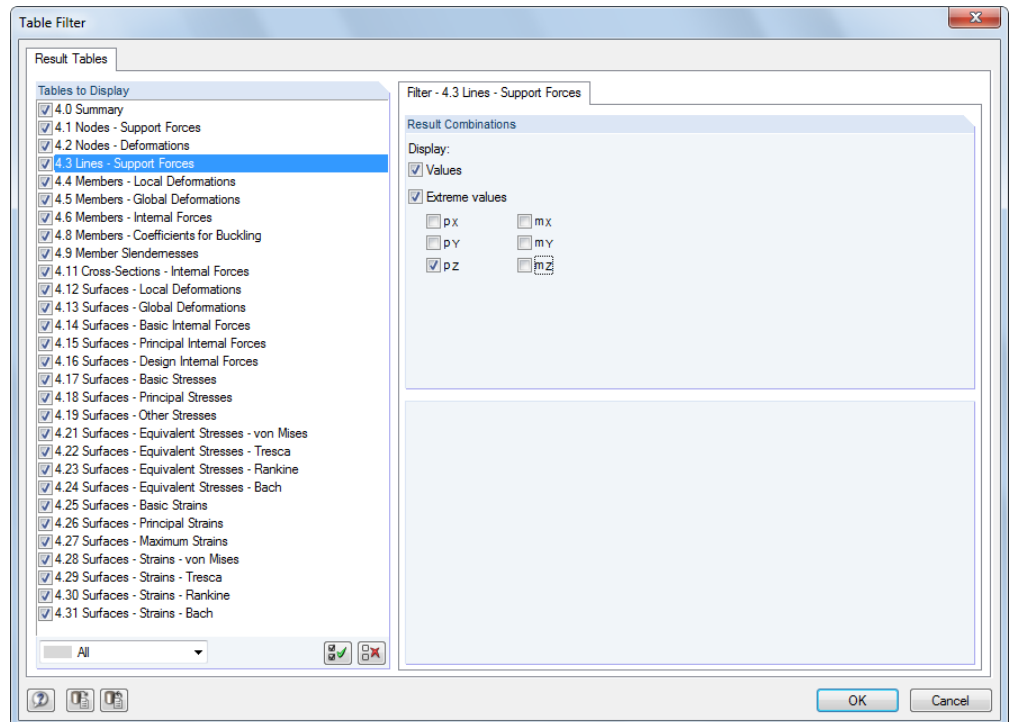 Table Filter
Result Tables
Tables to Display
4.0 Summary
4.1 Nodes - Support Forces
4.2 Nodes - Deformations
4.3 Lines - Support Forces
4.4 Members - Local Deformations
4.5 Members - Global Deformations
4.6 Members - Internal Forces
4.8 Members - Coefficients for Buckling
4.9 Member Slendernesses
4.11 Cross-Sections - Internal Forces
4.12 Surfaces - Local Deformations
4.13 Surfaces - Global Deformations
4.14 Surfaces - Basic Internal Forces
4.15 Surfaces - Principal Internal Forces
4.16 Surfaces - Design Internal Forces
4.17 Surfaces - Basic Stresses
4.18 Surfaces - Principal Stresses
4.19 Surfaces - Other Stresses
4.21 Surfaces - Equivalent Stresses - von Mises
4.22 Surfaces - Equivalent Stresses - Tresca
4.23 Surfaces - Equivalent Stresses - Rankine
4.24 Surfaces - Equivalent Stresses - Bach
4.25 Surfaces - Basic Strains
4.26 Surfaces - Principal Strains
4.27 Surfaces - Maximum Strains
4.28 Surfaces - Strains - von Mises
4.29 Surfaces - Strains - Tresca
4.30 Surfaces - Strains - Rankine
4.31 Surfaces - Strains - Bach
All
Filter - 4.3 Lines - Support Forces
Result Combinations
Display:
Values
Extreme values
pX mX
pY mY
pZ mZ
OK Cancel